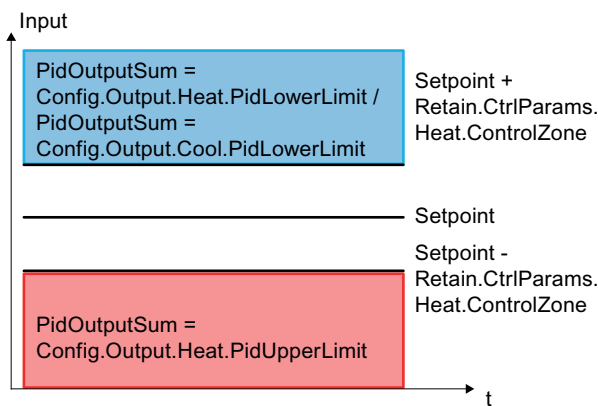 Input
PidOutputSum =
Config.Output.Heat.PidLowerLimit /
PidOutputSum =
Config.Output.Cool.PidLowerLimit
Setpoint +
Retain.CtrlParams.
Heat.ControlZone
Setpoint
Setpoint -
Retain.CtrlParams.
Heat.ControlZone
PidOutputSum =
Config.Output.Heat.PidUpperLimit
t